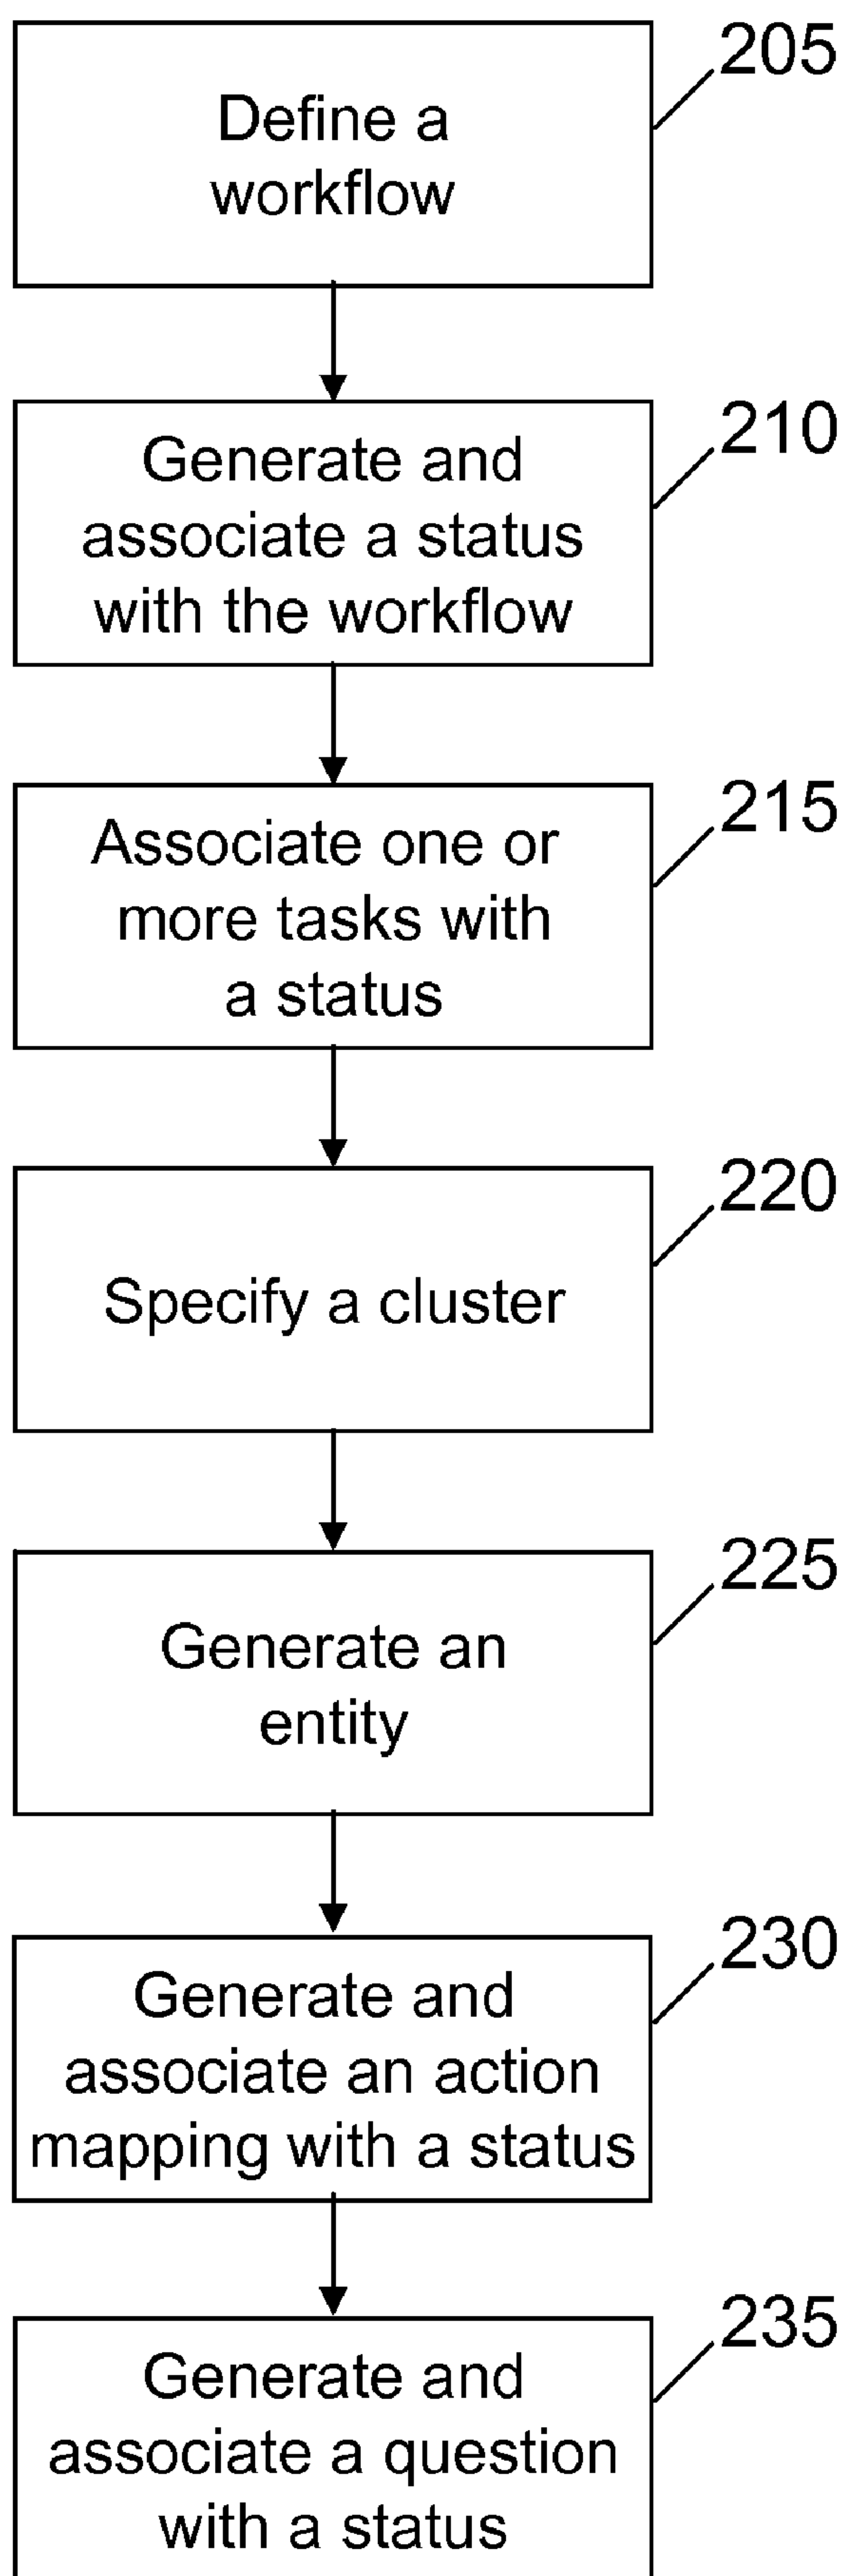 205
Define a
workflow
210
Generate and
associate a status
with the workflow
215
Associate one or
more tasks with
a status
220
Specify a cluster
225
Generate an
entity
230
Generate and
associate an action
mapping with a status
235
Generate and
associate a question
with a status